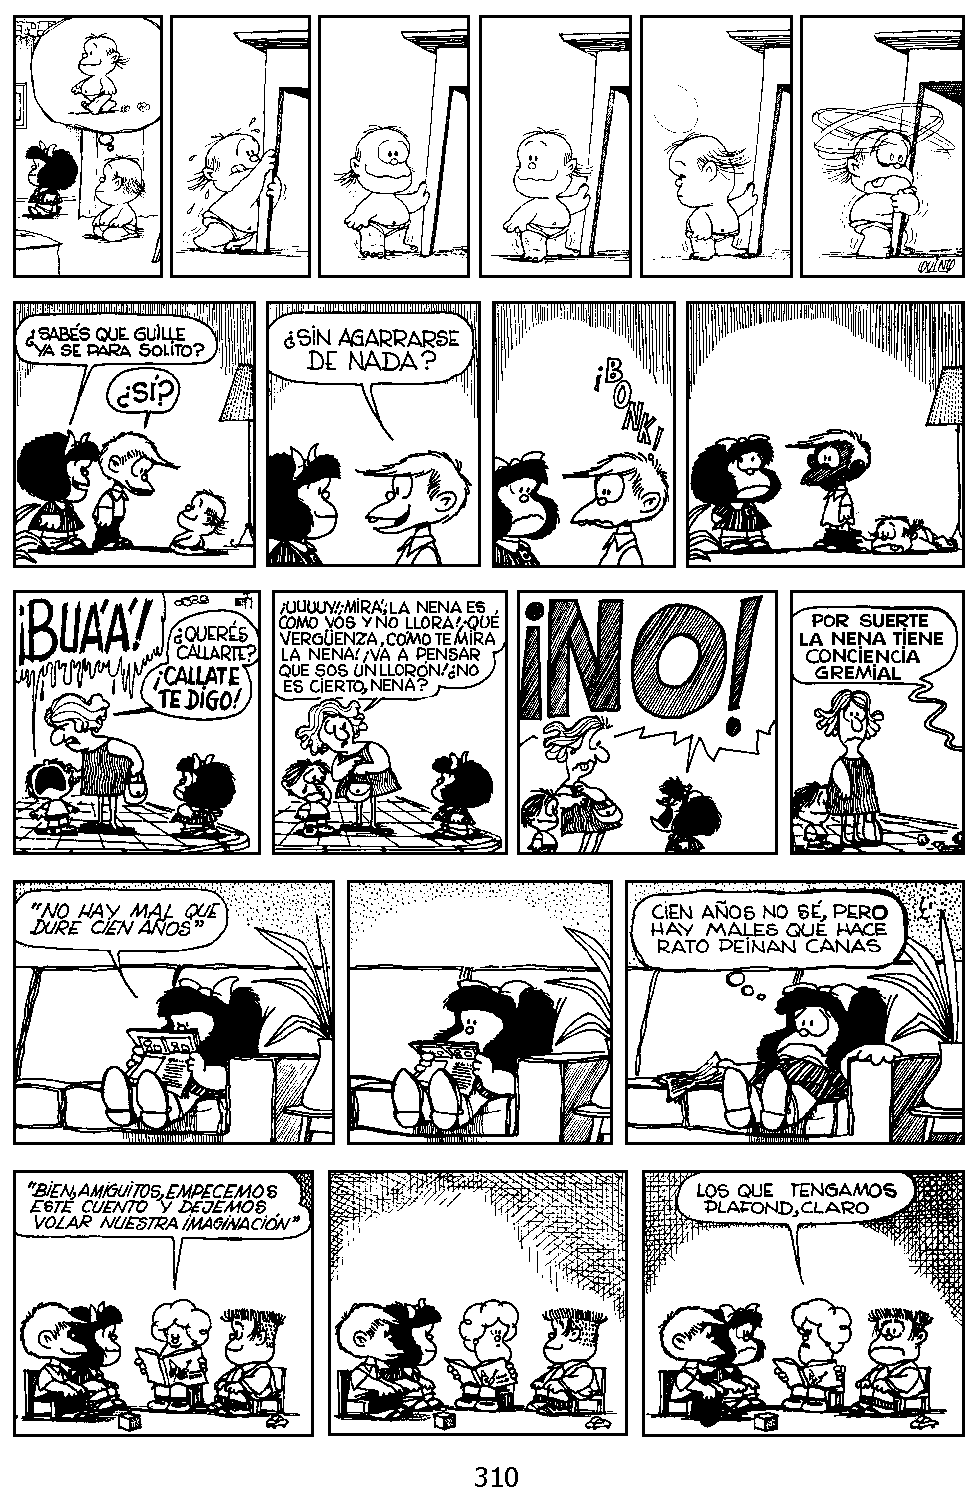 QUINO
¿SABÉS QUE GUILLE
YA SE PARA SOLITO?
¿SÍ?
¿SIN AGARRARSE
DE NADA?
¡BONK!
¡BUÁÁ!
¿QUERÉS
CALLARTE?
¡CALLATE
TE DIGO!
¡UUUUY!¡MIRÁ!¡LA NENA ES
COMO VOS Y NO LLORA!¡QUÉ
VERGÜENZA, COMO TE MIRA
LA NENA!¡VA A PENSAR
QUE SOS UN LLORÓN!¿NO
ES CIERTO, NENA?
¡NO!
POR SUERTE
LA NENA TIENE
CONCIENCIA
GREMIAL
"NO HAY MAL QUE
DURE CIEN AÑOS"
CIEN AÑOS NO SÉ, PERO
HAY MALES QUE HACE
RATO PEINAN CANAS
"BIEN, AMIGUITOS, EMPECEMOS
ESTE CUENTO Y DEJEMOS
VOLAR NUESTRA IMAGINACIÓN"
LOS QUE TENGAMOS
PLAFOND, CLARO
310